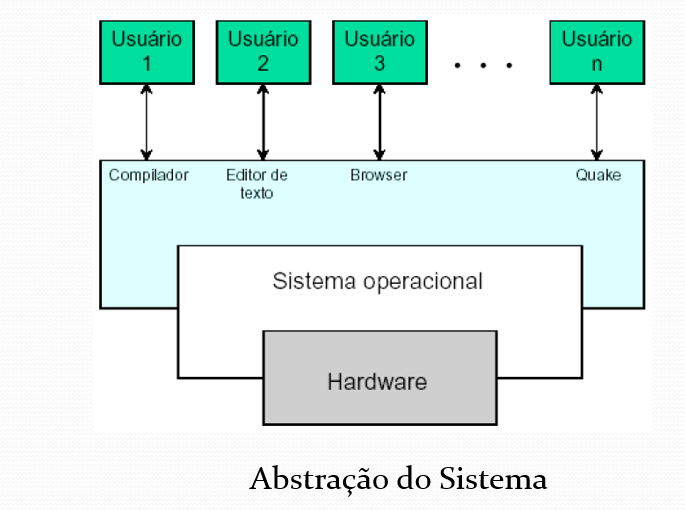 Usuário
1
Usuário
2
Usuário
3
. . .
Usuário
n
Compilador
Editor de
texto
Browser
Quake
Sistema operacional
Hardware
Abstração do Sistema